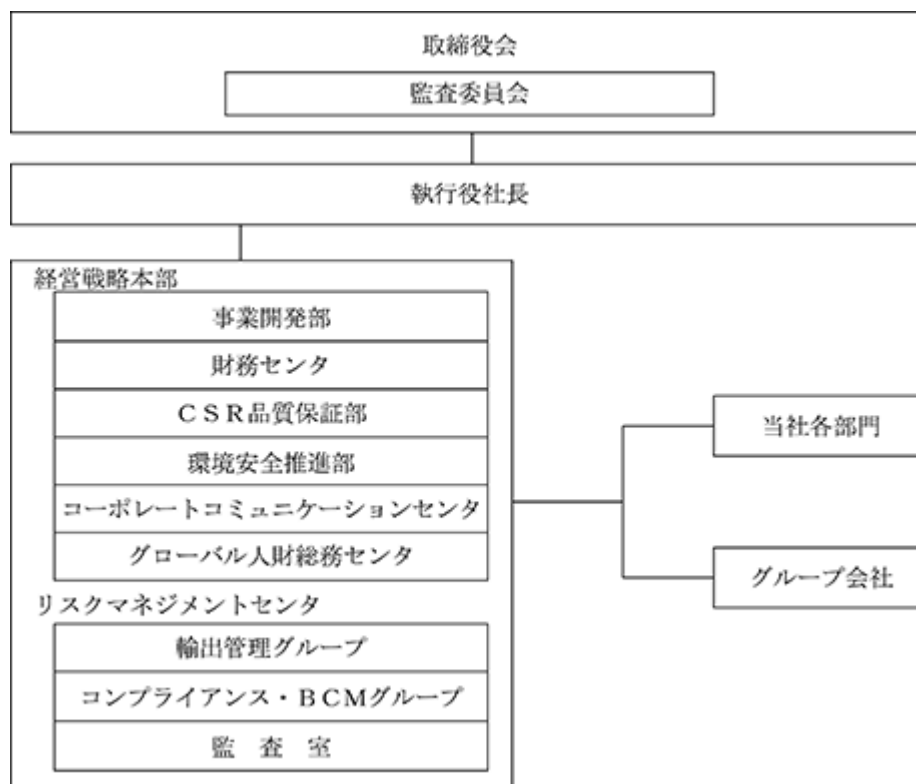 取締役会
監査委員会
執行役社長
経営戦略本部
事業開発部
財務センタ
ＣＳＲ品質保証部
環境安全推進部
コーポレートコミュニケーションセンタ
グローバル人財総務センタ
リスクマネジメントセンタ
輸出管理グループ
コンプライアンス・ＢＣＭグループ
監　査　室
当社各部門
グループ会社